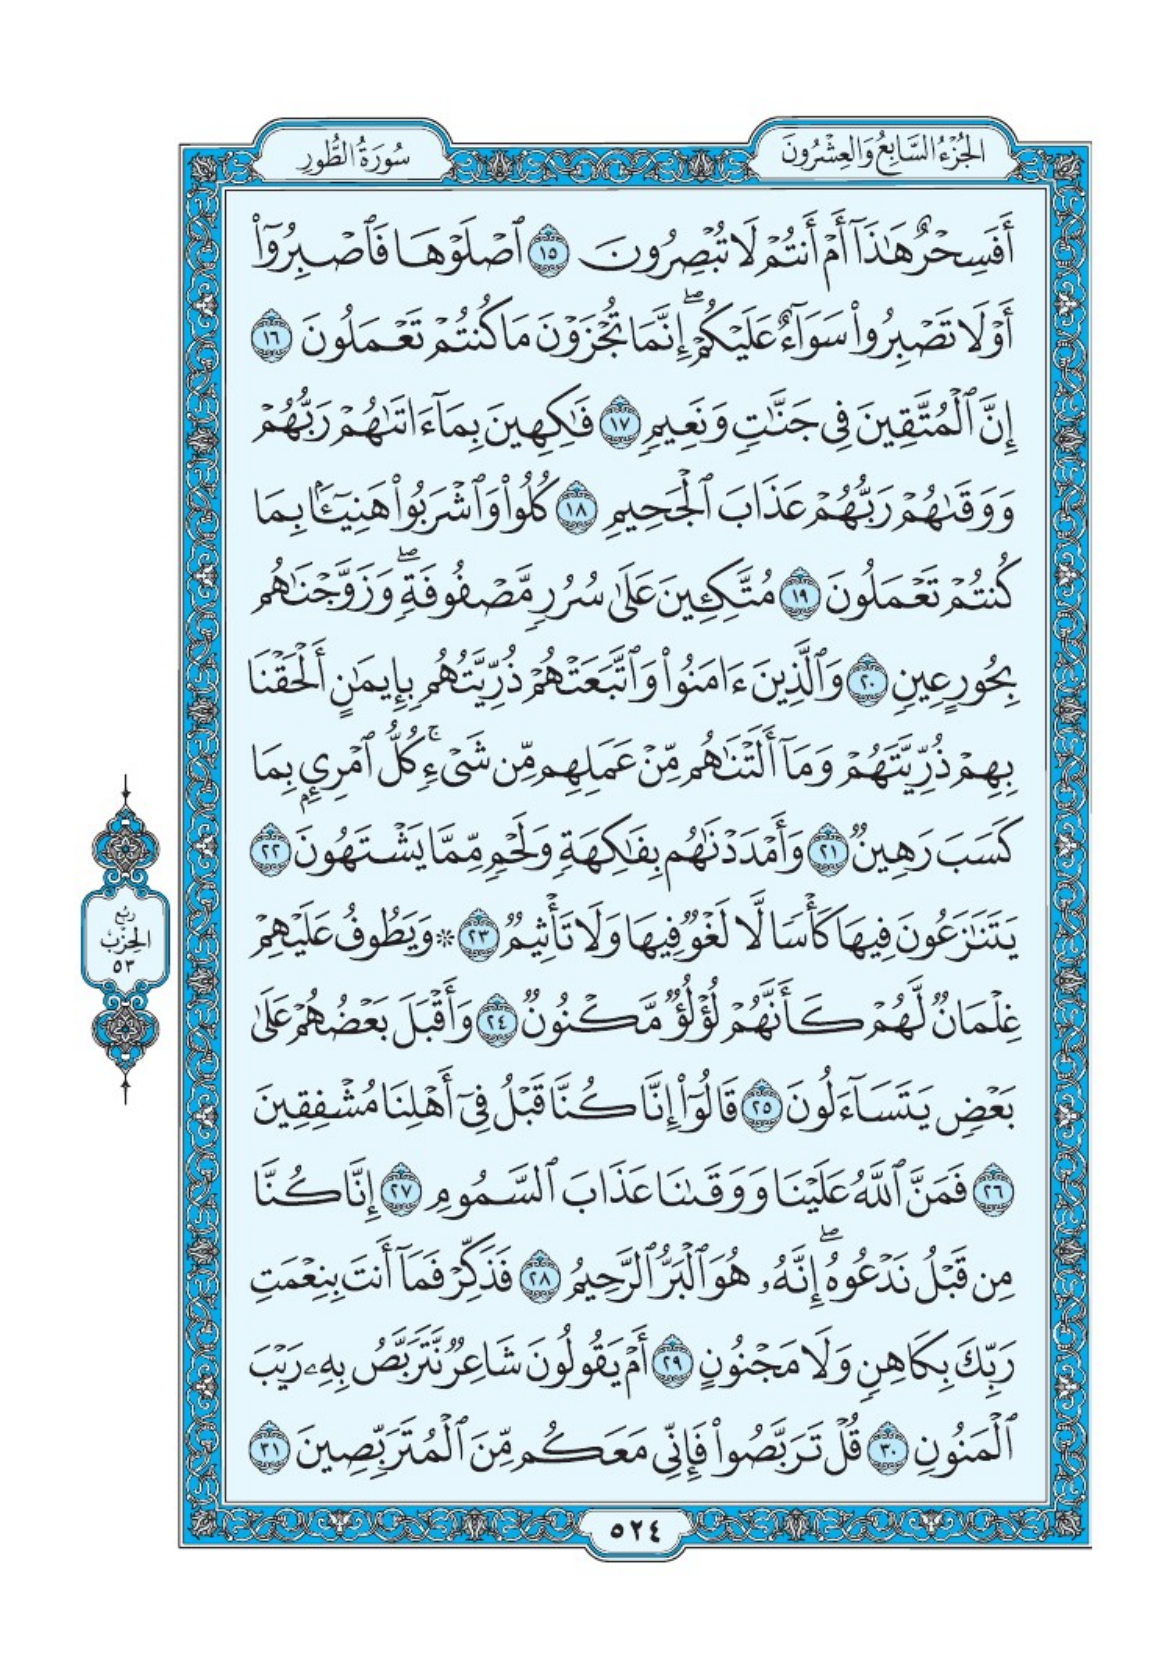 الجُزْءُ السَّابِعُ وَالعِشْرُونَ
سُورَةُ الطُّورِ
أَفَسِحْرٌ هَٰذَآ أَمْ أَنتُمْ لَا تُبْصِرُونَ ١٥ ٱصْلَوْهَا فَٱصْبِرُوٓا۟
أَوْ لَا تَصْبِرُوا۟ سَوَآءٌ عَلَيْكُمْ ۖ إِنَّمَا تُجْزَوْنَ مَا كُنتُمْ تَعْمَلُونَ ١٦
إِنَّ ٱلْمُتَّقِينَ فِى جَنَّٰتٍ وَنَعِيمٍ ١٧ فَٰكِهِينَ بِمَآ ءَاتَىٰهُمْ رَبُّهُمْ
وَوَقَىٰهُمْ رَبُّهُمْ عَذَابَ ٱلْجَحِيمِ ١٨ كُلُوا۟ وَٱشْرَبُوا۟ هَنِيٓـًٔۢا بِمَا
كُنتُمْ تَعْمَلُونَ ١٩ مُتَّكِـِٔينَ عَلَىٰ سُرُرٍ مَّصْفُوفَةٍ ۖ وَزَوَّجْنَٰهُم
بِحُورٍ عِينٍ ٢٠ وَٱلَّذِينَ ءَامَنُوا۟ وَٱتَّبَعَتْهُمْ ذُرِّيَّتُهُم بِإِيمَٰنٍ أَلْحَقْنَا
بِهِمْ ذُرِّيَّتَهُمْ وَمَآ أَلَتْنَٰهُم مِّنْ عَمَلِهِم مِّن شَىْءٍ ۚ كُلُّ ٱمْرِئٍۭ بِمَا
كَسَبَ رَهِينٌ ٢١ وَأَمْدَدْنَٰهُم بِفَٰكِهَةٍ وَلَحْمٍ مِّمَّا يَشْتَهُونَ ٢٢
يَتَنَٰزَعُونَ فِيهَا كَأْسًا لَّا لَغْوٌ فِيهَا وَلَا تَأْثِيمٌ ٢٣ ۞ وَيَطُوفُ عَلَيْهِمْ
غِلْمَانٌ لَّهُمْ كَأَنَّهُمْ لُؤْلُؤٌ مَّكْنُونٌ ٢٤ وَأَقْبَلَ بَعْضُهُمْ عَلَىٰ
بَعْضٍ يَتَسَآءَلُونَ ٢٥ قَالُوٓا۟ إِنَّا كُنَّا قَبْلُ فِىٓ أَهْلِنَا مُشْفِقِينَ
٢٦ فَمَنَّ ٱللَّهُ عَلَيْنَا وَوَقَىٰنَا عَذَابَ ٱلسَّمُومِ ٢٧ إِنَّا كُنَّا
مِن قَبْلُ نَدْعُوهُ ۖ إِنَّهُۥ هُوَ ٱلْبَرُّ ٱلرَّحِيمُ ٢٨ فَذَكِّرْ فَمَآ أَنتَ بِنِعْمَتِ
رَبِّكَ بِكَاهِنٍ وَلَا مَجْنُونٍ ٢٩ أَمْ يَقُولُونَ شَاعِرٌ نَّتَرَبَّصُ بِهِۦ رَيْبَ
ٱلْمَنُونِ ٣٠ قُلْ تَرَبَّصُوا۟ فَإِنِّى مَعَكُم مِّنَ ٱلْمُتَرَبِّصِينَ ٣١
رُبُع
الحِزْب
٥٣
٥٢٤